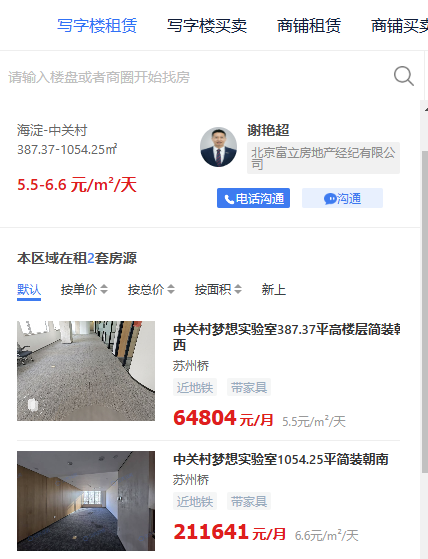 写字楼租赁 写字楼买卖 商铺租赁 商铺买卖
请输入楼盘或者商圈开始找房
海淀-中关村
387.37-1054.25㎡
5.5-6.6 元/m²/天
谢艳超
北京富立房地产经纪有限公
司
电话沟通 沟通
本区域在租2套房源
默认 按单价 按总价 按面积 新上
中关村梦想实验室387.37平高楼层简装朝
西
苏州桥
近地铁 带家具
64804 元/月 5.5元/m²/天
中关村梦想实验室1054.25平简装朝南
苏州桥
近地铁 带家具
211641 元/月 6.6元/m²/天